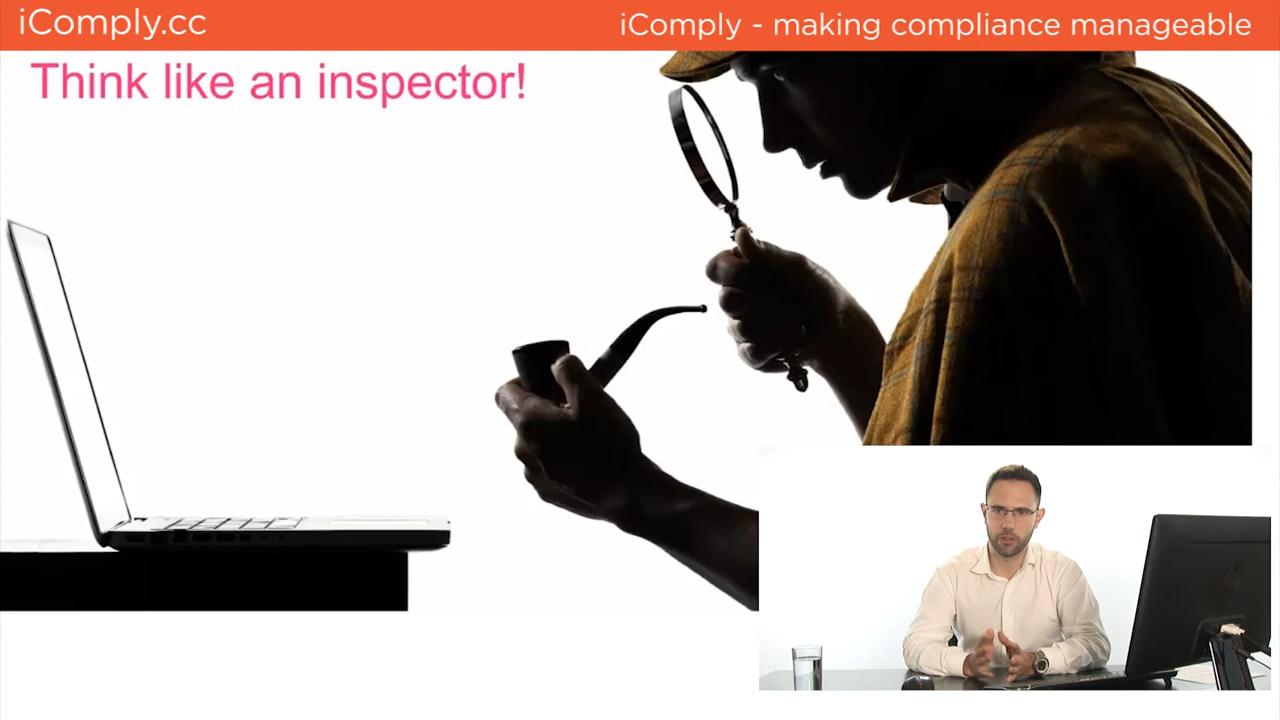 iComply.cc
iComply - making compliance manageable
Think like an inspector!